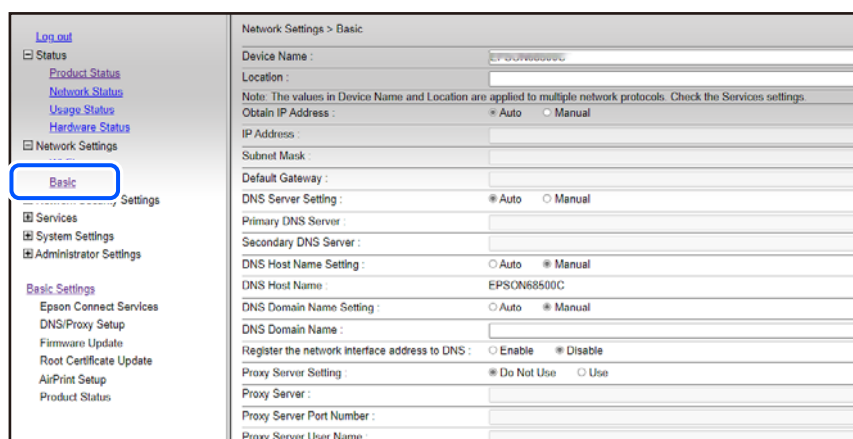 Log out
Status
Product Status
Network Status
Usage Status
Hardware Status
Network Settings
Basic
Settings
Services
System Settings
Administrator Settings
Basic Settings
Epson Connect Services
DNS/Proxy Setup
Firmware Update
Root Certificate Update
AirPrint Setup
Product Status
Network Settings > Basic
Device Name :
Location :
Note: The values in Device Name and Location are applied to multiple network protocols. Check the Services settings.
Obtain IP Address : Auto Manual
IP Address :
Subnet Mask :
Default Gateway :
DNS Server Setting : Auto Manual
Primary DNS Server :
Secondary DNS Server :
DNS Host Name Setting : Auto Manual
DNS Host Name : EPSON68500C
DNS Domain Name Setting : Auto Manual
DNS Domain Name :
Register the network interface address to DNS : Enable Disable
Proxy Server Setting : Do Not Use Use
Proxy Server :
Proxy Server Port Number :
Proxy Server User Name :